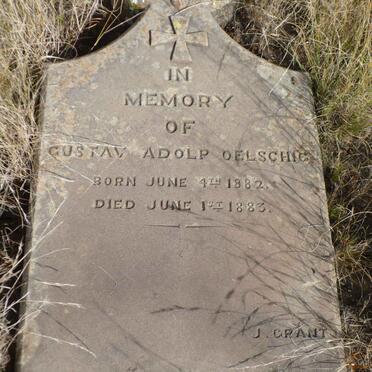 IN
MEMORY
OF
GUSTAV ADOLP OELSCHIG
BORN JUNE 4TH 1882.
DIED JUNE 1ST 1883.
J. GRANT